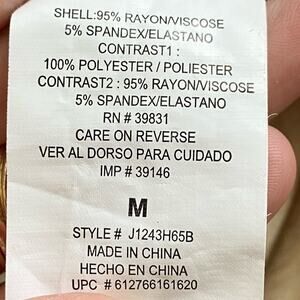 SHELL:95% RAYON/VISCOSE
5% SPANDEX/ELASTANO
CONTRAST1 :
100% POLYESTER / POLIESTER
CONTRAST2 : 95% RAYON/VISCOSE
5% SPANDEX/ELASTANO
RN # 39831
CARE ON REVERSE
VER AL DORSO PARA CUIDADO
IMP # 39146
M
STYLE # J1243H65B
MADE IN CHINA
HECHO EN CHINA
UPC # 612766161620